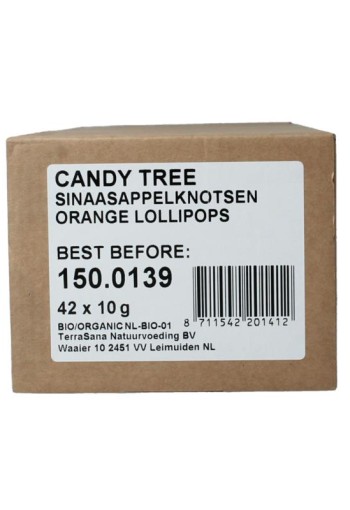 CANDY TREE
SINAASAPPELKNOTSEN
ORANGE LOLLIPOPS
BEST BEFORE:
150.0139
42 x 10 g
BIO/ORGANIC NL-BIO-01
8 711542 201412
TerraSana Natuurvoeding BV
Waaier 10 2451 VV Leimuiden NL